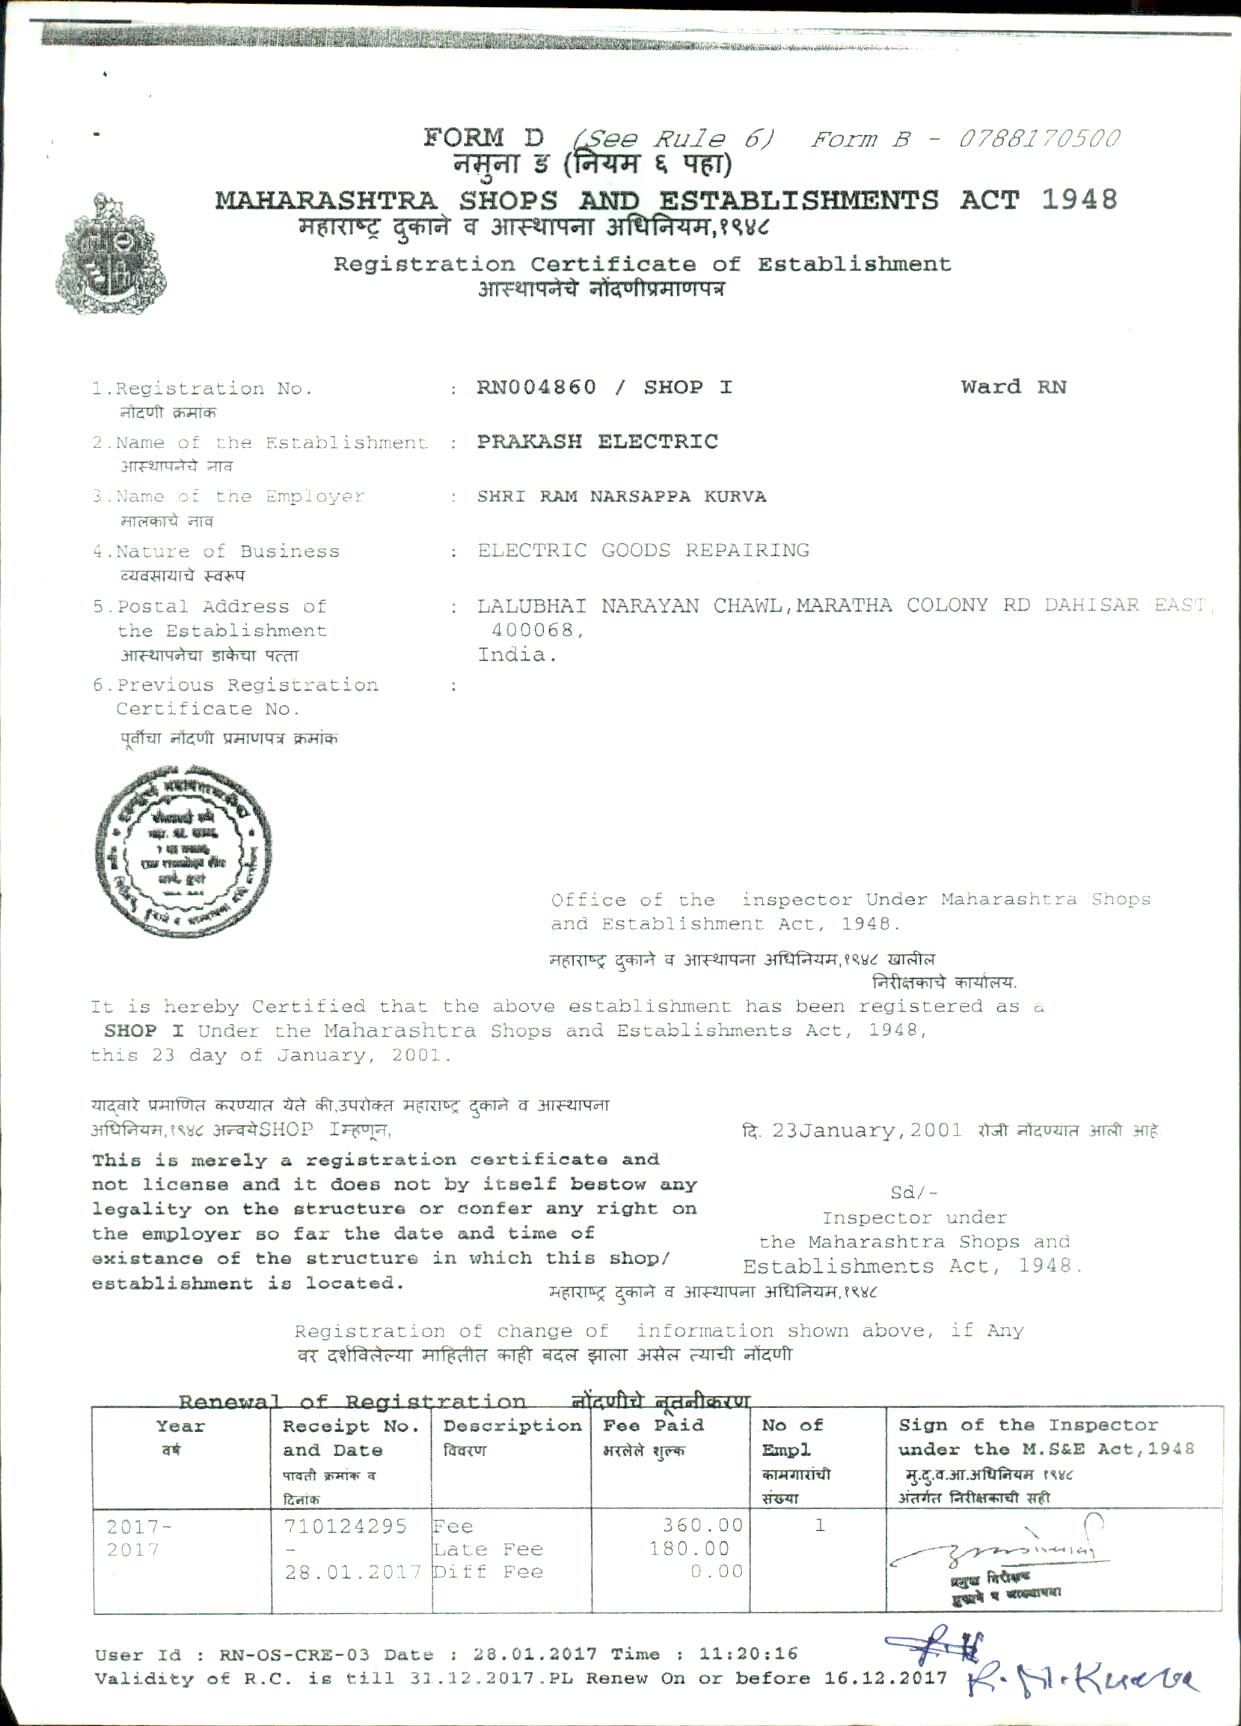 FORM D (See Rule 6) Form B - 0788170500
नमुना ड (नियम ६ पहा)
MAHARASHTRA SHOPS AND ESTABLISHMENTS ACT 1948
महाराष्ट्र दुकाने व आस्थापना अधिनियम,१९४८
Registration Certificate of Establishment
आस्थापनेचे नोंदणीप्रमाणपत्र
1.Registration No. : RN004860 / SHOP I Ward RN
नोंदणी क्रमांक
2.Name of the Establishment : PRAKASH ELECTRIC
आस्थापनेचे नाव
3.Name of the Employer : SHRI RAM NARSAPPA KURVA
मालकाचे नाव
4.Nature of Business : ELECTRIC GOODS REPAIRING
व्यवसायाचे स्वरूप
5.Postal Address of : LALUBHAI NARAYAN CHAWL,MARATHA COLONY RD DAHISAR EAST,
the Establishment 400068,
आस्थापनेचा डाकेचा पत्ता India.
6.Previous Registration :
Certificate No.
पूर्वीचा नोंदणी प्रमाणपत्र क्रमांक
Office of the inspector Under Maharashtra Shops
and Establishment Act, 1948.
महाराष्ट्र दुकाने व आस्थापना अधिनियम,१९४८ खालील
निरीक्षकाचे कार्यालय.
It is hereby Certified that the above establishment has been registered as a
SHOP I Under the Maharashtra Shops and Establishments Act, 1948,
this 23 day of January, 2001.
याद्वारे प्रमाणित करण्यात येते की,उपरोक्त महाराष्ट्र दुकाने व आस्थापना
अधिनियम,१९४८ अन्वये SHOP I म्हणून, दि. 23January,2001 रोजी नोंदण्यात आली आहे
This is merely a registration certificate and
not license and it does not by itself bestow any
legality on the structure or confer any right on
the employer so far the date and time of
existance of the structure in which this shop/
establishment is located.
Sd/-
Inspector under
the Maharashtra Shops and
Establishments Act, 1948.
महाराष्ट्र दुकाने व आस्थापना अधिनियम,१९४८
Registration of change of information shown above, if Any
वर दर्शविलेल्या माहितीत काही बदल झाला असेल त्याची नोंदणी
Renewal of Registration नोंदणीचे नूतनीकरण
Year Receipt No. Description Fee Paid No of Sign of the Inspector
वर्ष and Date विवरण भरलेले शुल्क Empl under the M.S&E Act,1948
पावती क्रमांक व कामगारांची मु.दु.व.आ.अधिनियम १९४८
दिनांक संख्या अंतर्गत निरीक्षकाची सही
2017- 710124295 Fee 360.00 1
2017 - Late Fee 180.00
28.01.2017 Diff Fee 0.00
प्रमुख निरीक्षक
दुकाने व आस्थापना
User Id : RN-OS-CRE-03 Date : 28.01.2017 Time : 11:20:16
Validity of R.C. is till 31.12.2017.PL Renew On or before 16.12.2017